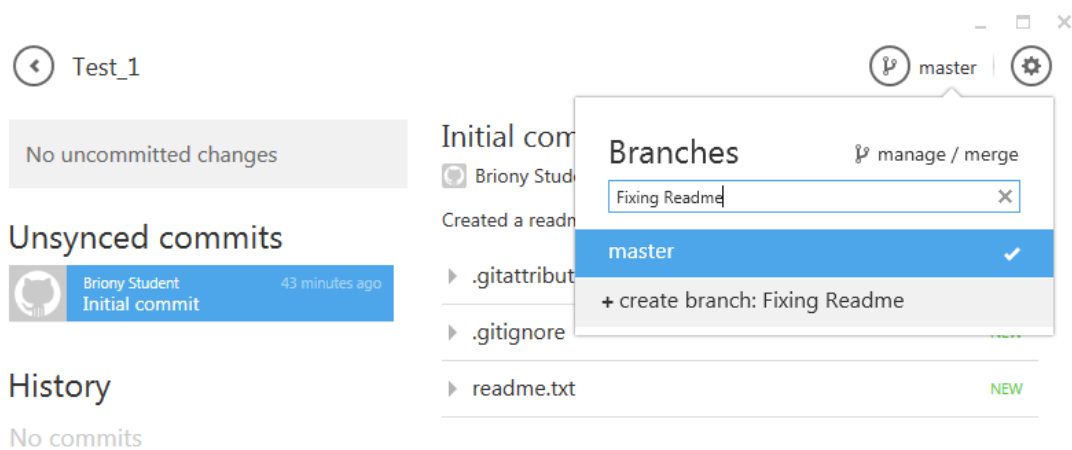 Test_1
master
No uncommitted changes
Unsynced commits
Briony Student
43 minutes ago
Initial commit
History
No commits
Initial com
Briony Stud
Created a readm
.gitattribut
.gitignore
NEW
readme.txt
NEW
Branches
manage / merge
Fixing Readme
master
+ create branch: Fixing Readme